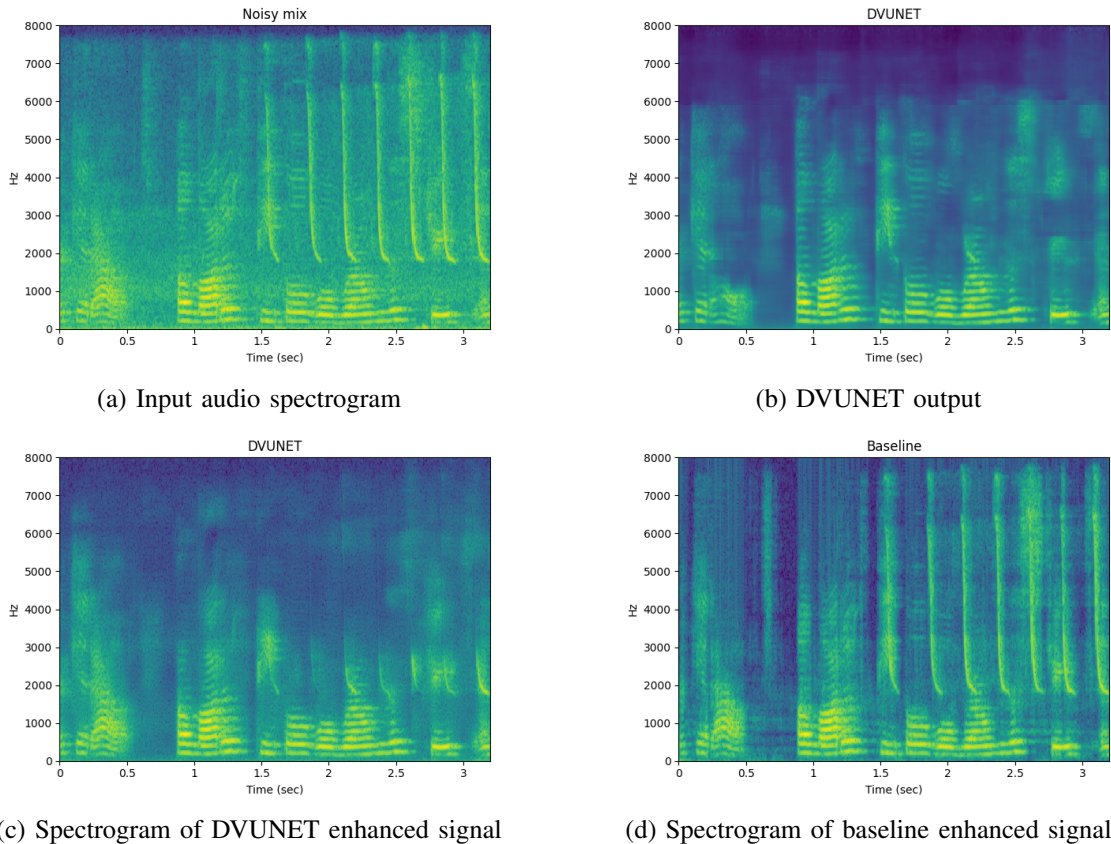 Noisy mix
8000
7000
6000
5000
4000
3000
2000
1000
0
Hz
0 0.5 1 1.5 2 2.5 3
Time (sec)
(a) Input audio spectrogram
DVUNET
8000
7000
6000
5000
4000
3000
2000
1000
0
Hz
0 0.5 1 1.5 2 2.5 3
Time (sec)
(b) DVUNET output
DVUNET
8000
7000
6000
5000
4000
3000
2000
1000
0
Hz
0 0.5 1 1.5 2 2.5 3
Time (sec)
(c) Spectrogram of DVUNET enhanced signal
Baseline
8000
7000
6000
5000
4000
3000
2000
1000
0
Hz
0 0.5 1 1.5 2 2.5 3
Time (sec)
(d) Spectrogram of baseline enhanced signal